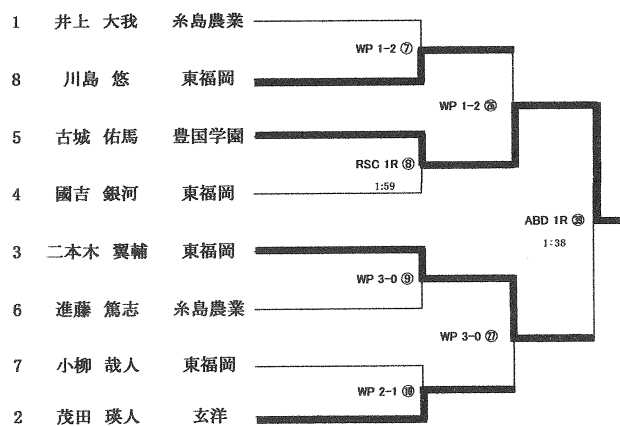 1 井上 大我 糸島農業
WP 1-2 ⑦
8 川島 悠 東福岡
WP 1-2 ㉖
5 古城 佑馬 豊国学園
RSC 1R ⑧
1:59
4 國吉 銀河 東福岡
ABD 1R ㊴
1:38
3 二本木 翼輔 東福岡
WP 3-0 ⑨
6 進藤 篤志 糸島農業
WP 3-0 ㉗
7 小柳 哉人 東福岡
WP 2-1 ⑩
2 茂田 瑛人 玄洋